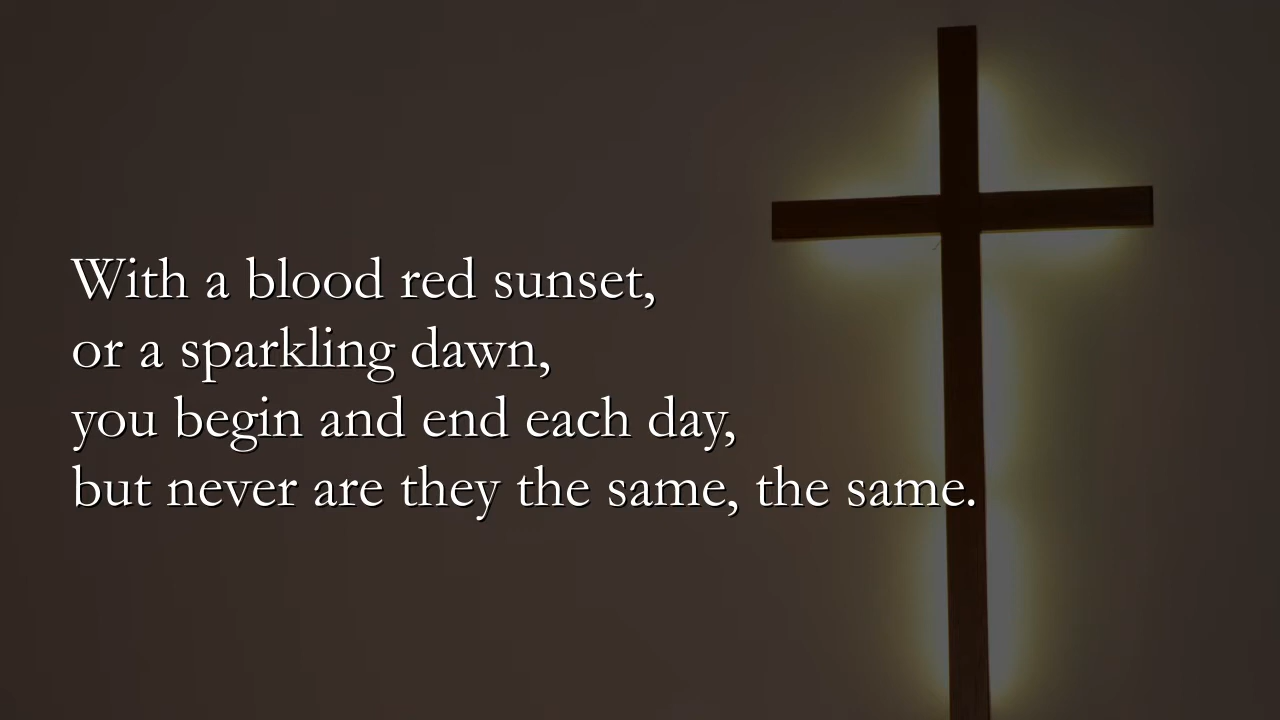 With a blood red sunset,
or a sparkling dawn,
you begin and end each day,
but never are they the same, the same.